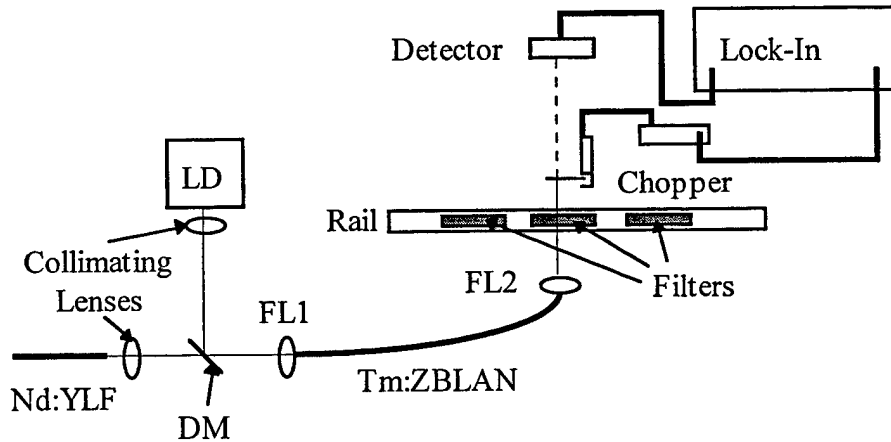 Detector
Lock-In
LD
Chopper
Rail
Collimating
Lenses
FL2
Filters
FL1
Tm:ZBLAN
Nd:YLF
DM